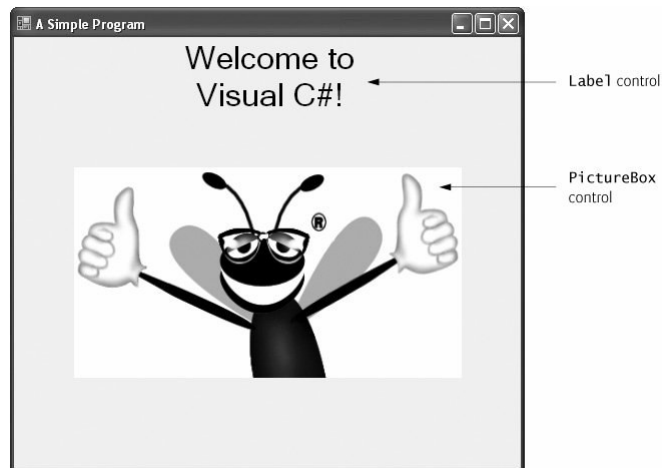 A Simple Program
Welcome to
Visual C#!
Label control
PictureBox
control
®